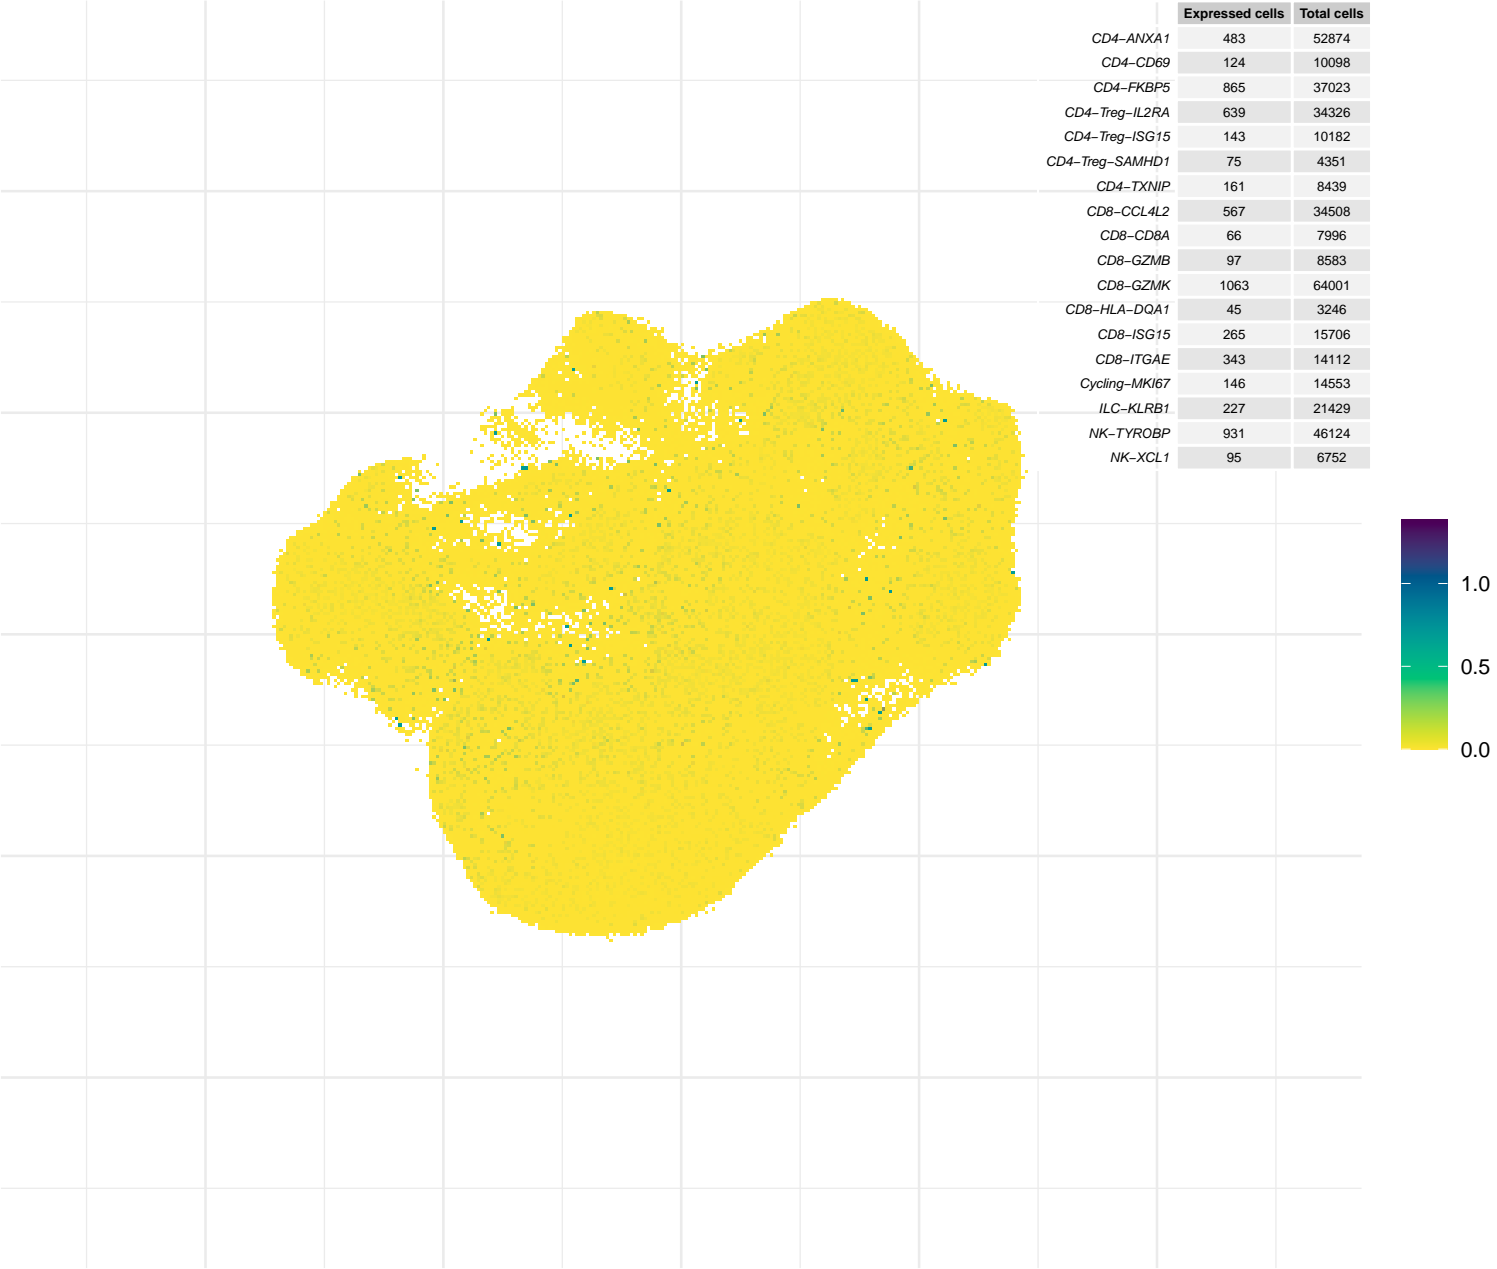 Expressed cells Total cells
CD4−ANXA1 483 52874
CD4−CD69 124 10098
CD4−FKBP5 865 37023
CD4−Treg−IL2RA 639 34326
CD4−Treg−ISG15 143 10182
CD4−Treg−SAMHD1 75 4351
CD4−TXNIP 161 8439
CD8−CCL4L2 567 34508
CD8−CD8A 66 7996
CD8−GZMB 97 8583
CD8−GZMK 1063 64001
CD8−HLA−DQA1 45 3246
CD8−ISG15 265 15706
CD8−ITGAE 343 14112
Cycling−MKI67 146 14553
ILC−KLRB1 227 21429
NK−TYROBP 931 46124
NK−XCL1 95 6752
1.0
0.5
0.0